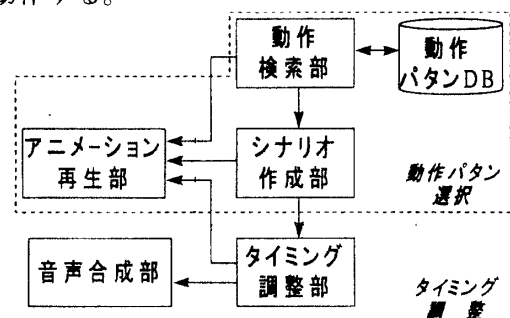 動作する。
動作
検索部
動作
パタンDB
アニメーション
再生部
シナリオ
作成部
動作パタン
選択
音声合成部
タイミング
調整部
タイミング
調整